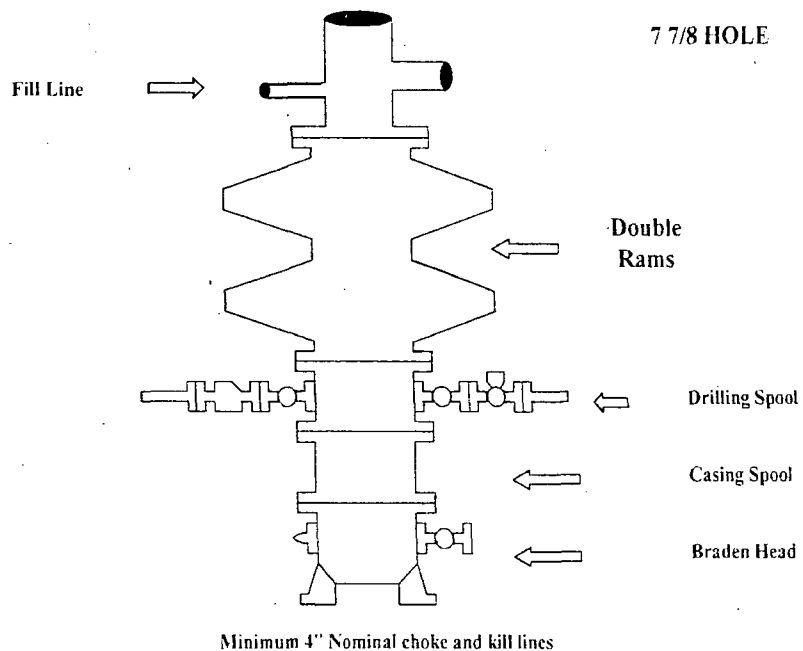 7 7/8 HOLE
Fill Line
Double
Rams
Drilling Spool
Casing Spool
Braden Head
Minimum 4" Nominal choke and kill lines